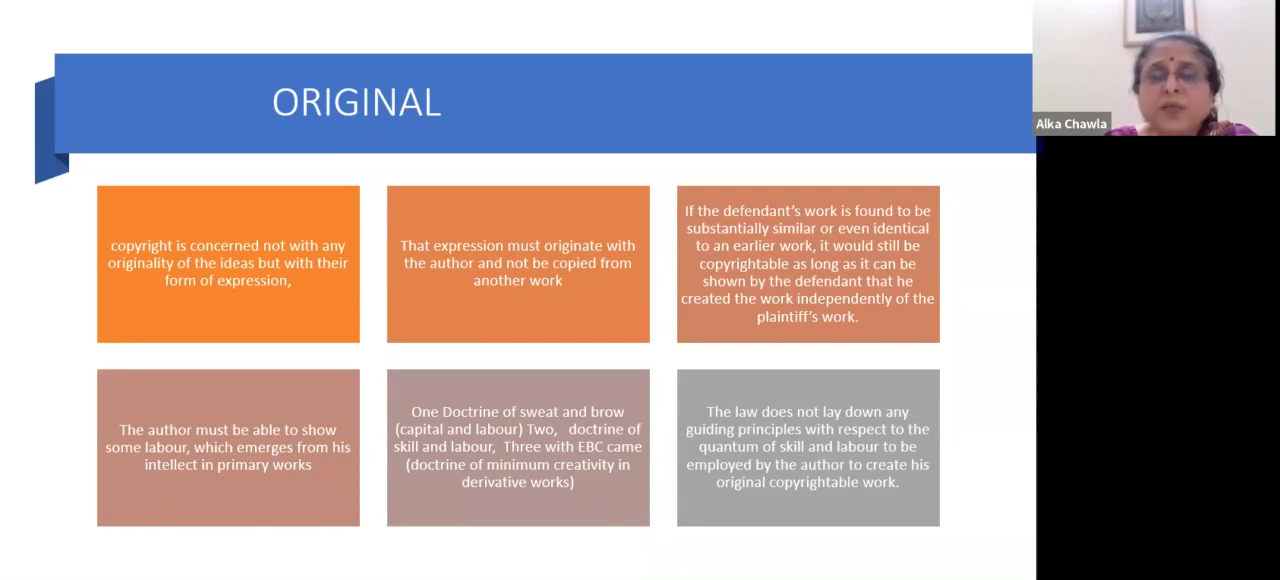 ORIGINAL
Alka Chawla
copyright is concerned not with any
originality of the ideas but with their
form of expression,
That expression must originate with
the author and not be copied from
another work
If the defendant's work is found to be
substantially similar or even identical
to an earlier work, it would still be
copyrightable as long as it can be
shown by the defendant that he
created the work independently of the
plaintiff's work.
The author must be able to show
some labour, which emerges from his
intellect in primary works
One Doctrine of sweat and brow
(capital and labour) Two, doctrine of
skill and labour, Three with EBC came
(doctrine of minimum creativity in
derivative works)
The law does not lay down any
guiding principles with respect to the
quantum of skill and labour to be
employed by the author to create his
original copyrightable work.